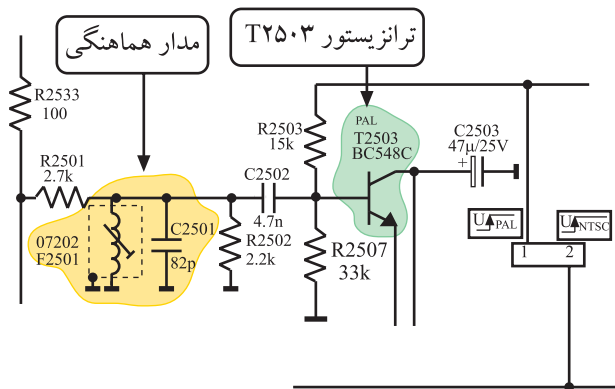 مدار هماهنگی
ترانزیستور T۲۵۰۳
R2533
100
R2501
2.7k
07202
F2501
C2501
82p
C2502
4.7n
R2502
2.2k
R2503
15k
R2507
33k
PAL
T2503
BC548C
C2503
47µ/25V
+
U PAL
U NTSC
1 2